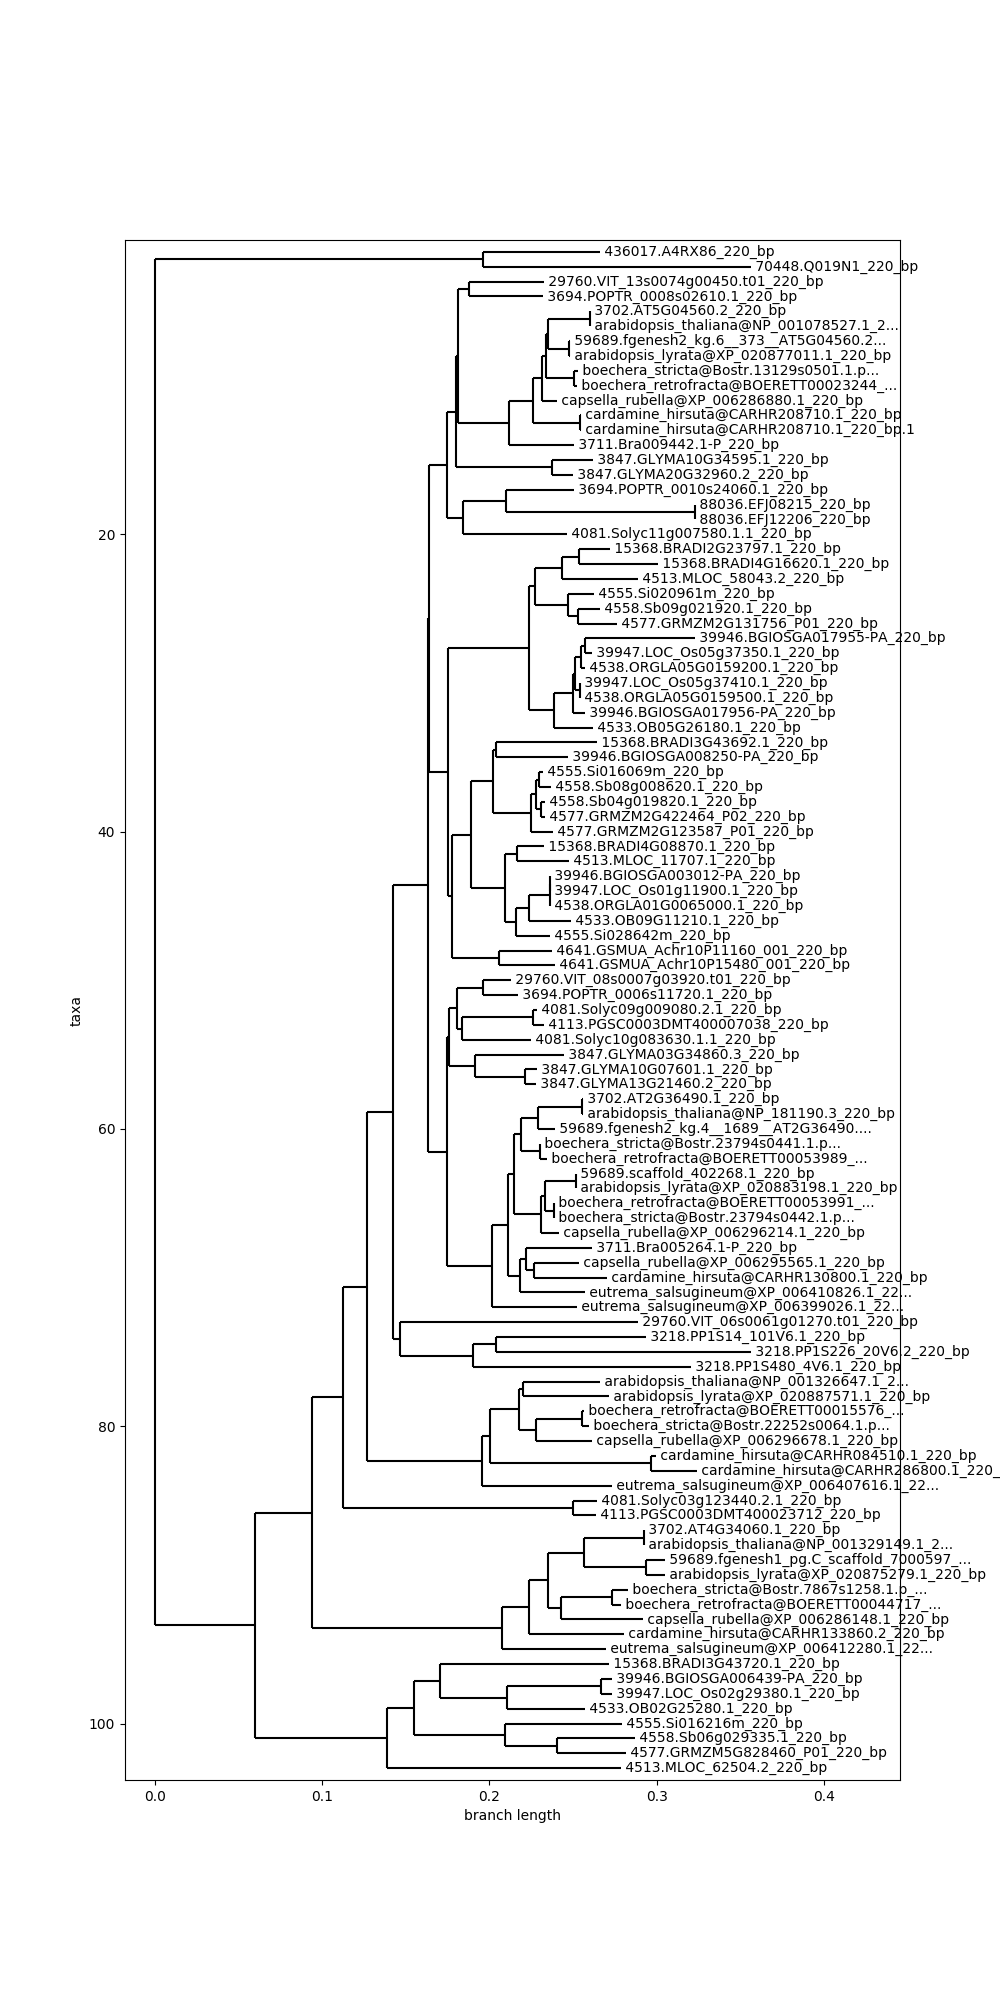 436017.A4RX86_220_bp
70448.Q019N1_220_bp
29760.VIT_13s0074g00450.t01_220_bp
3694.POPTR_0008s02610.1_220_bp
3702.AT5G04560.2_220_bp
arabidopsis_thaliana@NP_001078527.1_2...
59689.fgenesh2_kg.6__373__AT5G04560.2...
arabidopsis_lyrata@XP_020877011.1_220_bp
boechera_stricta@Bostr.13129s0501.1.p...
boechera_retrofracta@BOERETT00023244_...
capsella_rubella@XP_006286880.1_220_bp
cardamine_hirsuta@CARHR208710.1_220_bp
cardamine_hirsuta@CARHR208710.1_220_bp.1
3711.Bra009442.1-P_220_bp
3847.GLYMA10G34595.1_220_bp
3847.GLYMA20G32960.2_220_bp
3694.POPTR_0010s24060.1_220_bp
88036.EFJ08215_220_bp
88036.EFJ12206_220_bp
20
4081.Solyc11g007580.1.1_220_bp
15368.BRADI2G23797.1_220_bp
15368.BRADI4G16620.1_220_bp
4513.MLOC_58043.2_220_bp
4555.Si020961m_220_bp
4558.Sb09g021920.1_220_bp
4577.GRMZM2G131756_P01_220_bp
39946.BGIOSGA017955-PA_220_bp
39947.LOC_Os05g37350.1_220_bp
4538.ORGLA05G0159200.1_220_bp
39947.LOC_Os05g37410.1_220_bp
4538.ORGLA05G0159500.1_220_bp
39946.BGIOSGA017956-PA_220_bp
4533.OB05G26180.1_220_bp
15368.BRADI3G43692.1_220_bp
39946.BGIOSGA008250-PA_220_bp
4555.Si016069m_220_bp
4558.Sb08g008620.1_220_bp
4558.Sb04g019820.1_220_bp
4577.GRMZM2G422464_P02_220_bp
40
4577.GRMZM2G123587_P01_220_bp
15368.BRADI4G08870.1_220_bp
4513.MLOC_11707.1_220_bp
39946.BGIOSGA003012-PA_220_bp
39947.LOC_Os01g11900.1_220_bp
4538.ORGLA01G0065000.1_220_bp
4533.OB09G11210.1_220_bp
4555.Si028642m_220_bp
4641.GSMUA_Achr10P11160_001_220_bp
4641.GSMUA_Achr10P15480_001_220_bp
29760.VIT_08s0007g03920.t01_220_bp
3694.POPTR_0006s11720.1_220_bp
taxa
4081.Solyc09g009080.2.1_220_bp
4113.PGSC0003DMT400007038_220_bp
4081.Solyc10g083630.1.1_220_bp
3847.GLYMA03G34860.3_220_bp
3847.GLYMA10G07601.1_220_bp
3847.GLYMA13G21460.2_220_bp
3702.AT2G36490.1_220_bp
arabidopsis_thaliana@NP_181190.3_220_bp
60
59689.fgenesh2_kg.4__1689__AT2G36490....
boechera_stricta@Bostr.23794s0441.1.p...
boechera_retrofracta@BOERETT00053989_...
59689.scaffold_402268.1_220_bp
arabidopsis_lyrata@XP_020883198.1_220_bp
boechera_retrofracta@BOERETT00053991_...
boechera_stricta@Bostr.23794s0442.1.p...
capsella_rubella@XP_006296214.1_220_bp
3711.Bra005264.1-P_220_bp
capsella_rubella@XP_006295565.1_220_bp
cardamine_hirsuta@CARHR130800.1_220_bp
eutrema_salsugineum@XP_006410826.1_22...
eutrema_salsugineum@XP_006399026.1_22...
29760.VIT_06s0061g01270.t01_220_bp
3218.PP1S14_101V6.1_220_bp
3218.PP1S226_20V6.2_220_bp
3218.PP1S480_4V6.1_220_bp
arabidopsis_thaliana@NP_001326647.1_2...
arabidopsis_lyrata@XP_020887571.1_220_bp
boechera_retrofracta@BOERETT00015576_...
80
boechera_stricta@Bostr.22252s0064.1.p...
capsella_rubella@XP_006296678.1_220_bp
cardamine_hirsuta@CARHR084510.1_220_bp
cardamine_hirsuta@CARHR286800.1_220_
eutrema_salsugineum@XP_006407616.1_22...
4081.Solyc03g123440.2.1_220_bp
4113.PGSC0003DMT400023712_220_bp
3702.AT4G34060.1_220_bp
arabidopsis_thaliana@NP_001329149.1_2...
59689.fgenesh1_pg.C_scaffold_7000597_...
arabidopsis_lyrata@XP_020875279.1_220_bp
boechera_stricta@Bostr.7867s1258.1.p_...
boechera_retrofracta@BOERETT00044717_...
capsella_rubella@XP_006286148.1_220_bp
cardamine_hirsuta@CARHR133860.2_220_bp
eutrema_salsugineum@XP_006412280.1_22...
15368.BRADI3G43720.1_220_bp
39946.BGIOSGA006439-PA_220_bp
39947.LOC_Os02g29380.1_220_bp
4533.OB02G25280.1_220_bp
100
4555.Si016216m_220_bp
4558.Sb06g029335.1_220_bp
4577.GRMZM5G828460_P01_220_bp
4513.MLOC_62504.2_220_bp
0.0 0.1 0.2 0.3 0.4
branch length